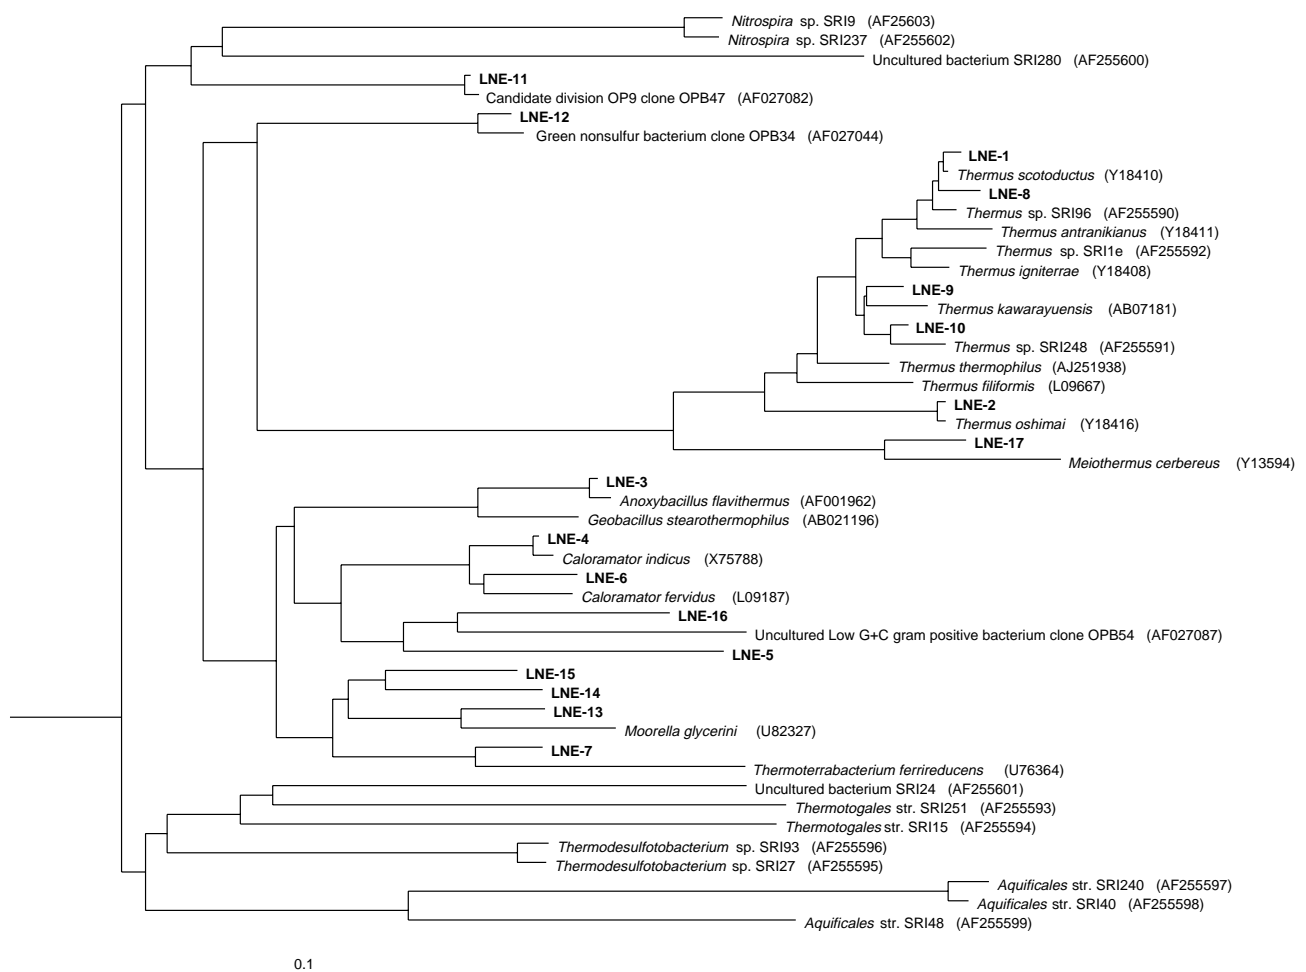 Nitrospira sp. SRI9 (AF25603)
Nitrospira sp. SRI237 (AF255602)
Uncultured bacterium SRI280 (AF255600)
LNE-11
Candidate division OP9 clone OPB47 (AF027082)
LNE-12
Green nonsulfur bacterium clone OPB34 (AF027044)
LNE-1
Thermus scotoductus (Y18410)
LNE-8
Thermus sp. SRI96 (AF255590)
Thermus antranikianus (Y18411)
Thermus sp. SRI1e (AF255592)
Thermus igniterrae (Y18408)
LNE-9
Thermus kawarayuensis (AB07181)
LNE-10
Thermus sp. SRI248 (AF255591)
Thermus thermophilus (AJ251938)
Thermus filiformis (L09667)
LNE-2
Thermus oshimai (Y18416)
LNE-17
Meiothermus cerbereus (Y13594)
LNE-3
Anoxybacillus flavithermus (AF001962)
Geobacillus stearothermophilus (AB021196)
LNE-4
Caloramator indicus (X75788)
LNE-6
Caloramator fervidus (L09187)
LNE-16
Uncultured Low G+C gram positive bacterium clone OPB54 (AF027087)
LNE-5
LNE-15
LNE-14
LNE-13
Moorella glycerini (U82327)
LNE-7
Thermoterrabacterium ferrireducens (U76364)
Uncultured bacterium SRI24 (AF255601)
Thermotogales str. SRI251 (AF255593)
Thermotogales str. SRI15 (AF255594)
Thermodesulfotobacterium sp. SRI93 (AF255596)
Thermodesulfotobacterium sp. SRI27 (AF255595)
Aquificales str. SRI240 (AF255597)
Aquificales str. SRI40 (AF255598)
Aquificales str. SRI48 (AF255599)
0.1